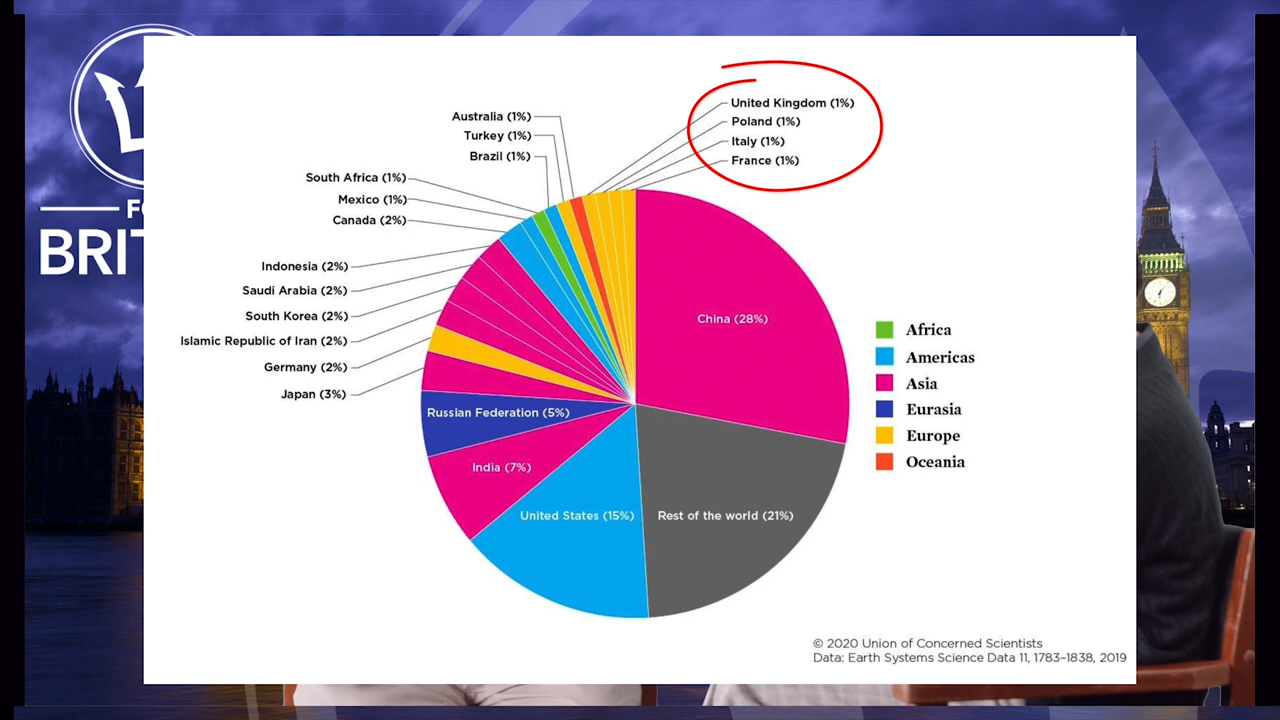 United Kingdom (1%)
Poland (1%)
Italy (1%)
France (1%)
Australia (1%)
Turkey (1%)
Brazil (1%)
South Africa (1%)
Mexico (1%)
Canada (2%)
Indonesia (2%)
Saudi Arabia (2%)
South Korea (2%)
Islamic Republic of Iran (2%)
Germany (2%)
Japan (3%)
Russian Federation (5%)
India (7%)
United States (15%)
Rest of the world (21%)
China (28%)
Africa
Americas
Asia
Eurasia
Europe
Oceania
© 2020 Union of Concerned Scientists
Data: Earth Systems Science Data 11, 1783–1838, 2019